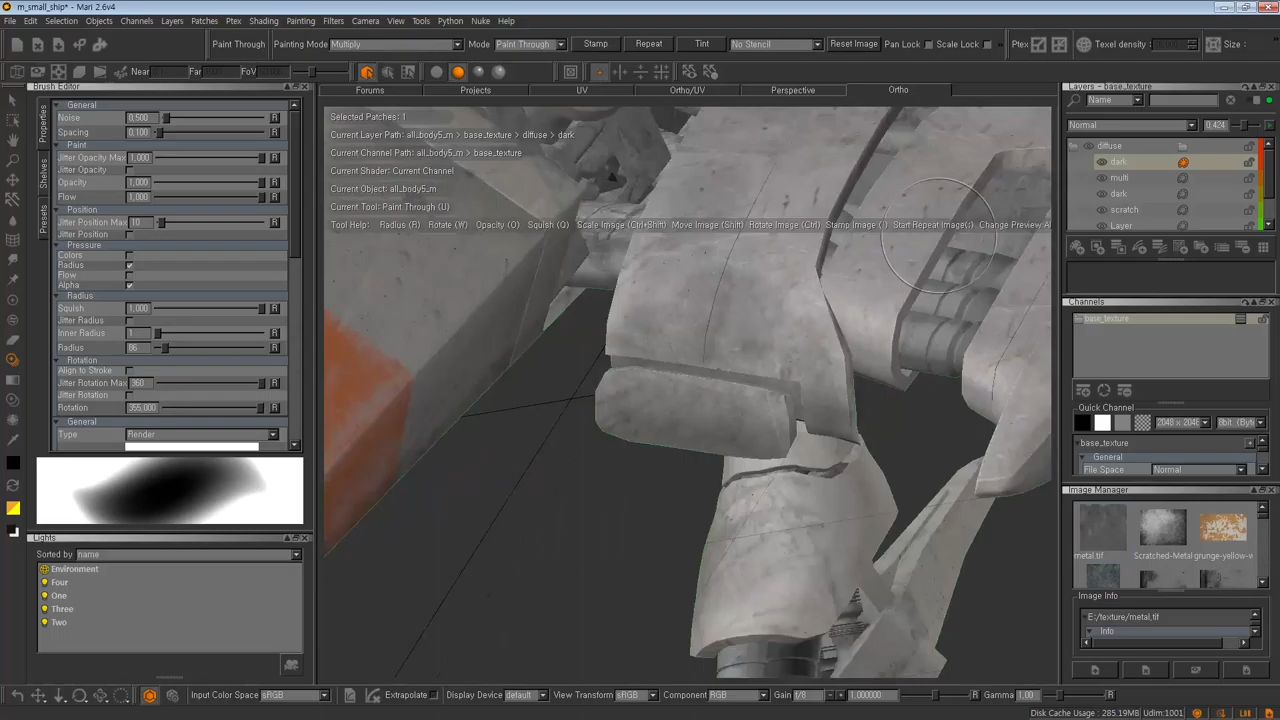 m_small_ship* - Mari 2.6v4
File Edit Selection Objects Channels Layers Patches Ptex Shading Painting Filters Camera Views Tools Python Nuke Help
Paint Through Painting Mode Multiply Mode Paint Through Stamp Repeat Tint No Stencil Reset Image Pan Lock Scale Lock Ptex Texel density : Size :
Near Far FoV
Brush Editor
Forums Projects UV Ortho/UV Perspective Ortho
Layers - base_texture
Properties
Shelves
Presets
General
Noise 0,500 R
Spacing 0,100 R
Paint
Jitter Opacity Max 1,000 R
Jitter Opacity
Opacity 1,000 R
Flow 1,000 R
Position
Jitter Position Max 10 R
Jitter Position
Pressure
Colors
Radius
Flow
Alpha
Radius
Squish 1,000 R
Jitter Radius
Inner Radius 1 R
Radius 86 R
Rotation
Align to Stroke
Jitter Rotation Max 360 R
Jitter Rotation
Rotation 355,000 R
General
Type Render
Lights
Sorted by name
Environment
Four
One
Three
Two
Selected Patches: 1
Current Layer Path: all_body5_m > base_texture > diffuse > dark
Current Channel Path: all_body5_m > base_texture
Current Shader: Current Channel
Current Object: all_body5_m
Current Tool: Paint Through (U)
Tool Help: Radius (R) Rotate (W) Opacity (O) Squish (Q) Scale Image (Ctrl+Shift) Move Image (Shift) Rotate Image (Ctrl) Stamp Image (') Start Repeat Image(;) Change Preview Al
Name
Normal 0,424
diffuse
dark
multi
dark
scratch
Layer
Channels
base_texture
Quick Channel
2048 x 2048 8bit (Byt
base_texture
General
File Space Normal
Image Manager
metal.tif Scratched-Metal grunge-yellow-w
Image Info
E:/texture/metal.tif
Info
Input Color Space sRGB Extrapolate Display Device default View Transform sRGB Component RGB Gain f/8 1,000000 R Gamma 1,00 R
Disk Cache Usage : 285.19MB Udim:1001